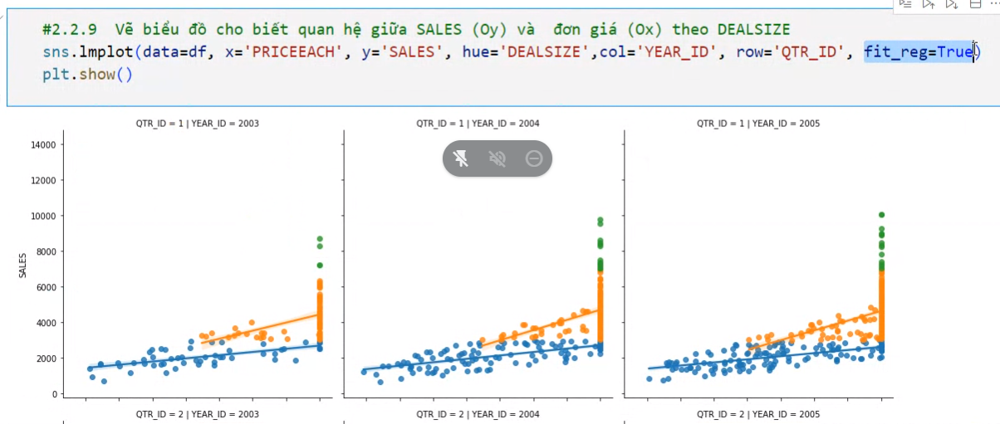 #2.2.9  Vẽ biểu đồ cho biết quan hệ giữa SALES (Oy) và  đơn giá (Ox) theo DEALSIZE
sns.lmplot(data=df, x='PRICEEACH', y='SALES', hue='DEALSIZE',col='YEAR_ID', row='QTR_ID', fit_reg=True)
plt.show()
QTR_ID = 1 | YEAR_ID = 2003
QTR_ID = 1 | YEAR_ID = 2004
QTR_ID = 1 | YEAR_ID = 2005
14000
12000
10000
8000
6000
4000
2000
0
SALES
QTR_ID = 2 | YEAR_ID = 2003
QTR_ID = 2 | YEAR_ID = 2004
QTR_ID = 2 | YEAR_ID = 2005